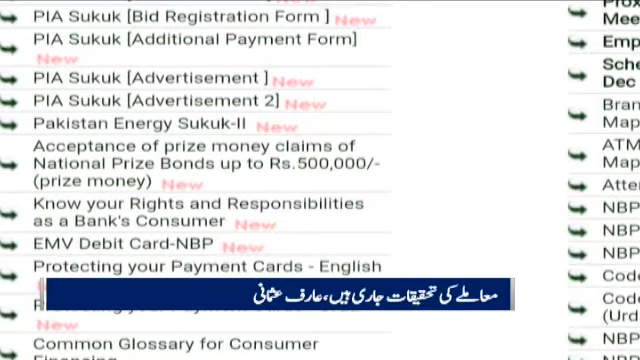 PIA Sukuk [Bid Registration Form ] New
PIA Sukuk [Additional Payment Form]
New
PIA Sukuk [Advertisement ] New
PIA Sukuk [Advertisement 2] New
Pakistan Energy Sukuk-II New
Acceptance of prize money claims of
National Prize Bonds up to Rs.500,000/-
(prize money) New
Know your Rights and Responsibilities
as a Bank's Consumer New
EMV Debit Card-NBP New
Protecting your Payment Cards - English
معاملے کی تحقیقات جاری ہیں، عارف عثمانی
New
Common Glossary for Consumer
Financing
Mee
Emp
Sche
Dec
Bran
Map
ATM
Map
Atte
NBP
NBP
NBP
Code
Code
(Urd
NBP
NBP